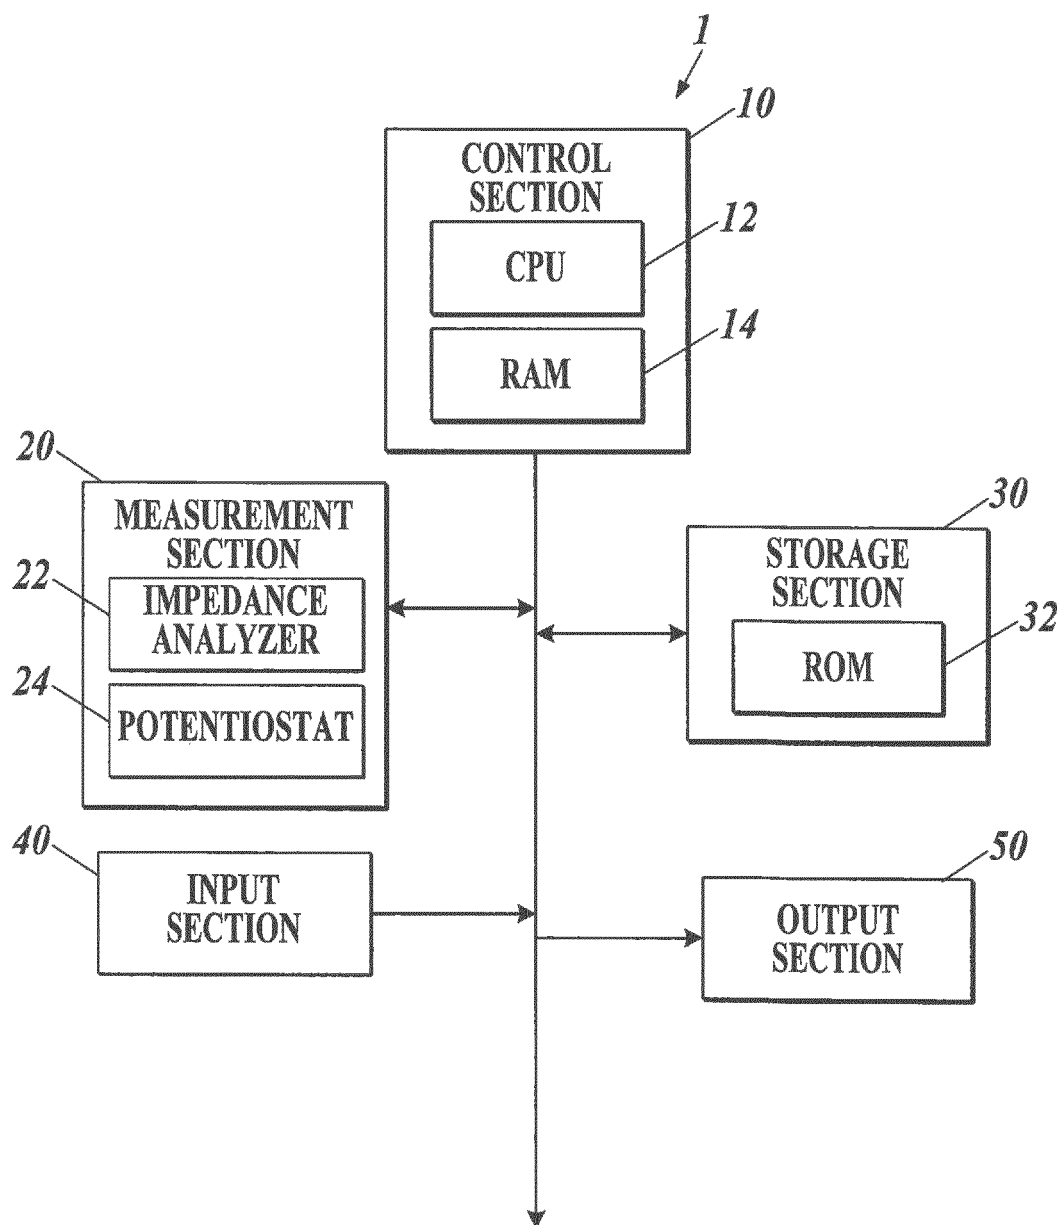 1
10
CONTROL
SECTION
12
CPU
14
RAM
20
MEASUREMENT
SECTION
22
IMPEDANCE
ANALYZER
24
POTENTIOSTAT
30
STORAGE
SECTION
32
ROM
40
INPUT
SECTION
50
OUTPUT
SECTION